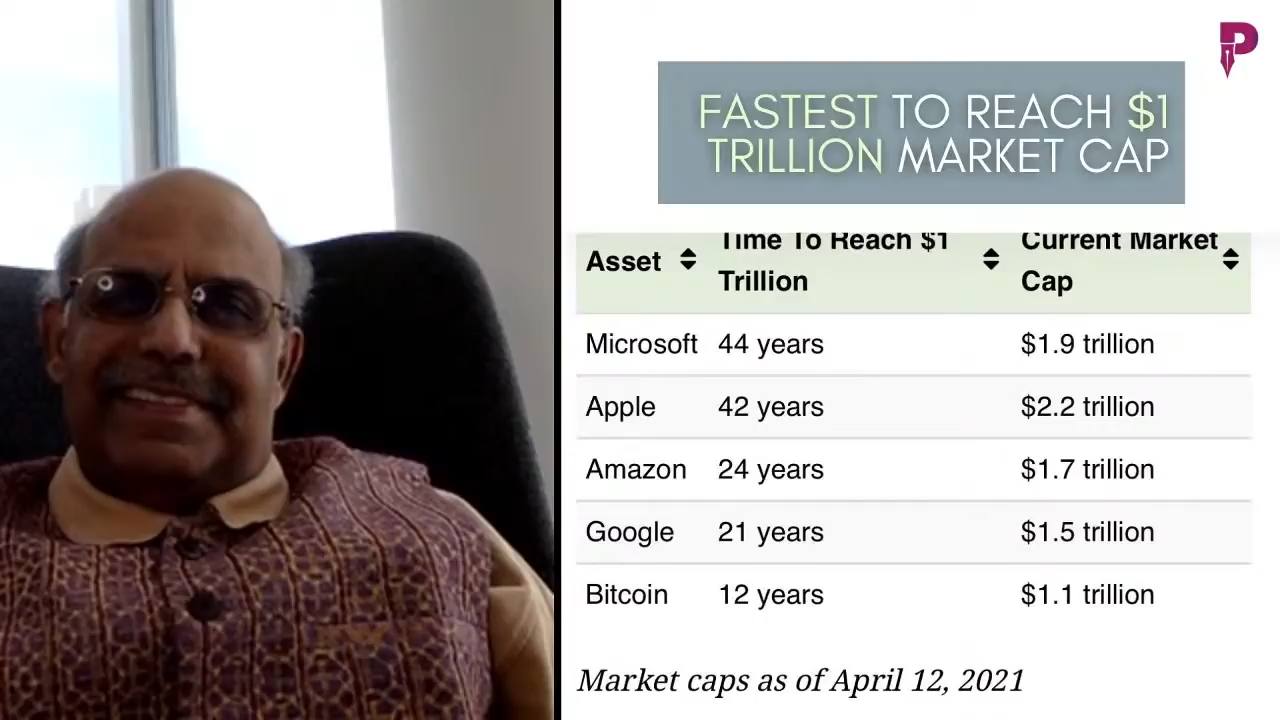 FASTEST TO REACH $1
TRILLION MARKET CAP
Asset Time To Reach $1 Trillion Current Market Cap
Microsoft 44 years $1.9 trillion
Apple 42 years $2.2 trillion
Amazon 24 years $1.7 trillion
Google 21 years $1.5 trillion
Bitcoin 12 years $1.1 trillion
Market caps as of April 12, 2021